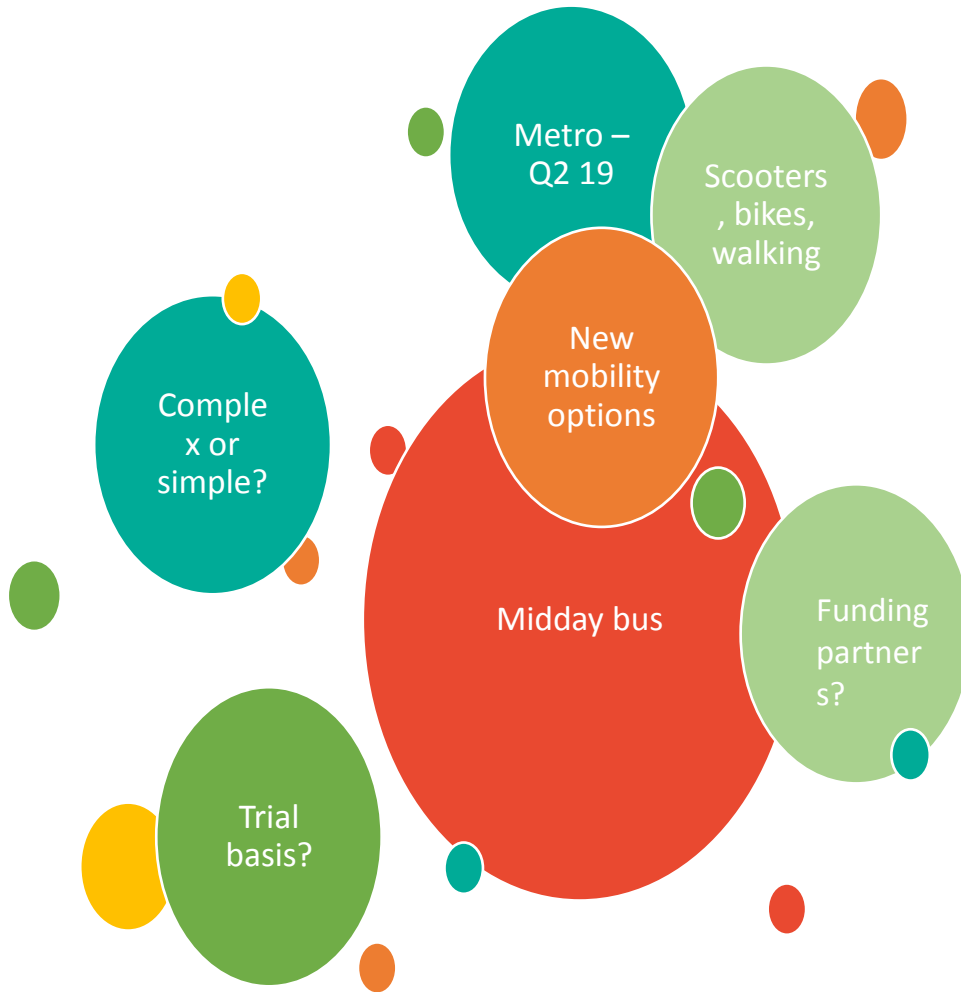 Metro –
Q2 19
Scooters
, bikes,
walking
New
mobility
options
Comple
x or
simple?
Midday bus
Funding
partner
s?
Trial
basis?